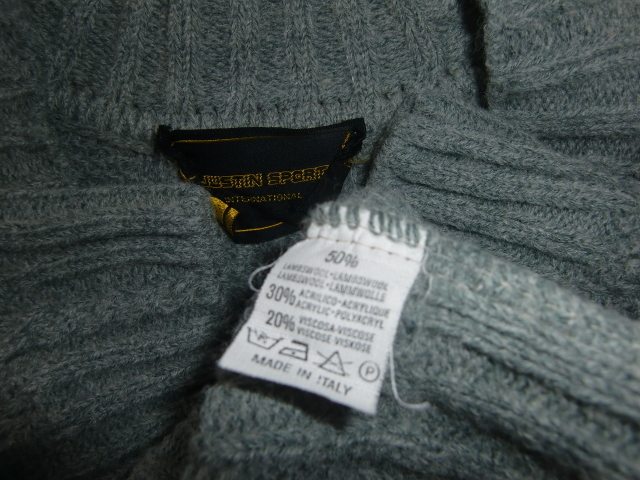 JUSTIN SPORT
INTERNATIONAL
50%
LAMBSWOOL-LAMBSWOOL
LAMBSWOOL-LAMMWOLLE
30% ACRILICO-ACRYLIQUE
ACRYLIC-POLYACRYL
20% VISCOSA-VISCOSE
VISCOSE VISKOSE
P
MADE IN ITALY